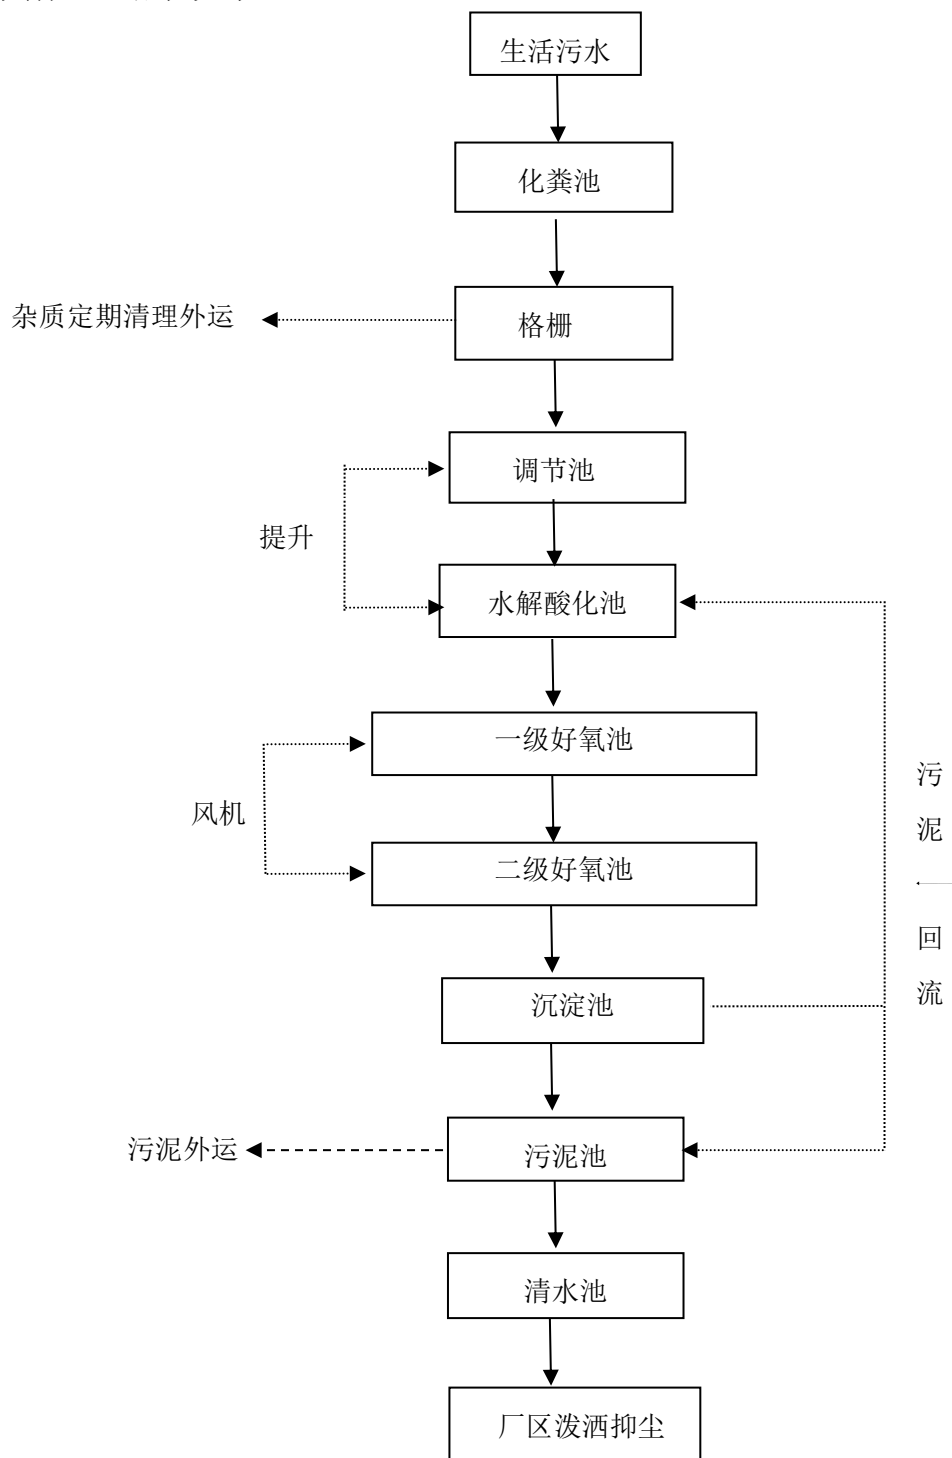 生活污水
化粪池
杂质定期清理外运
格栅
调节池
提升
水解酸化池
一级好氧池
污
泥
回
流
风机
二级好氧池
沉淀池
污泥外运
污泥池
清水池
厂区泼洒抑尘